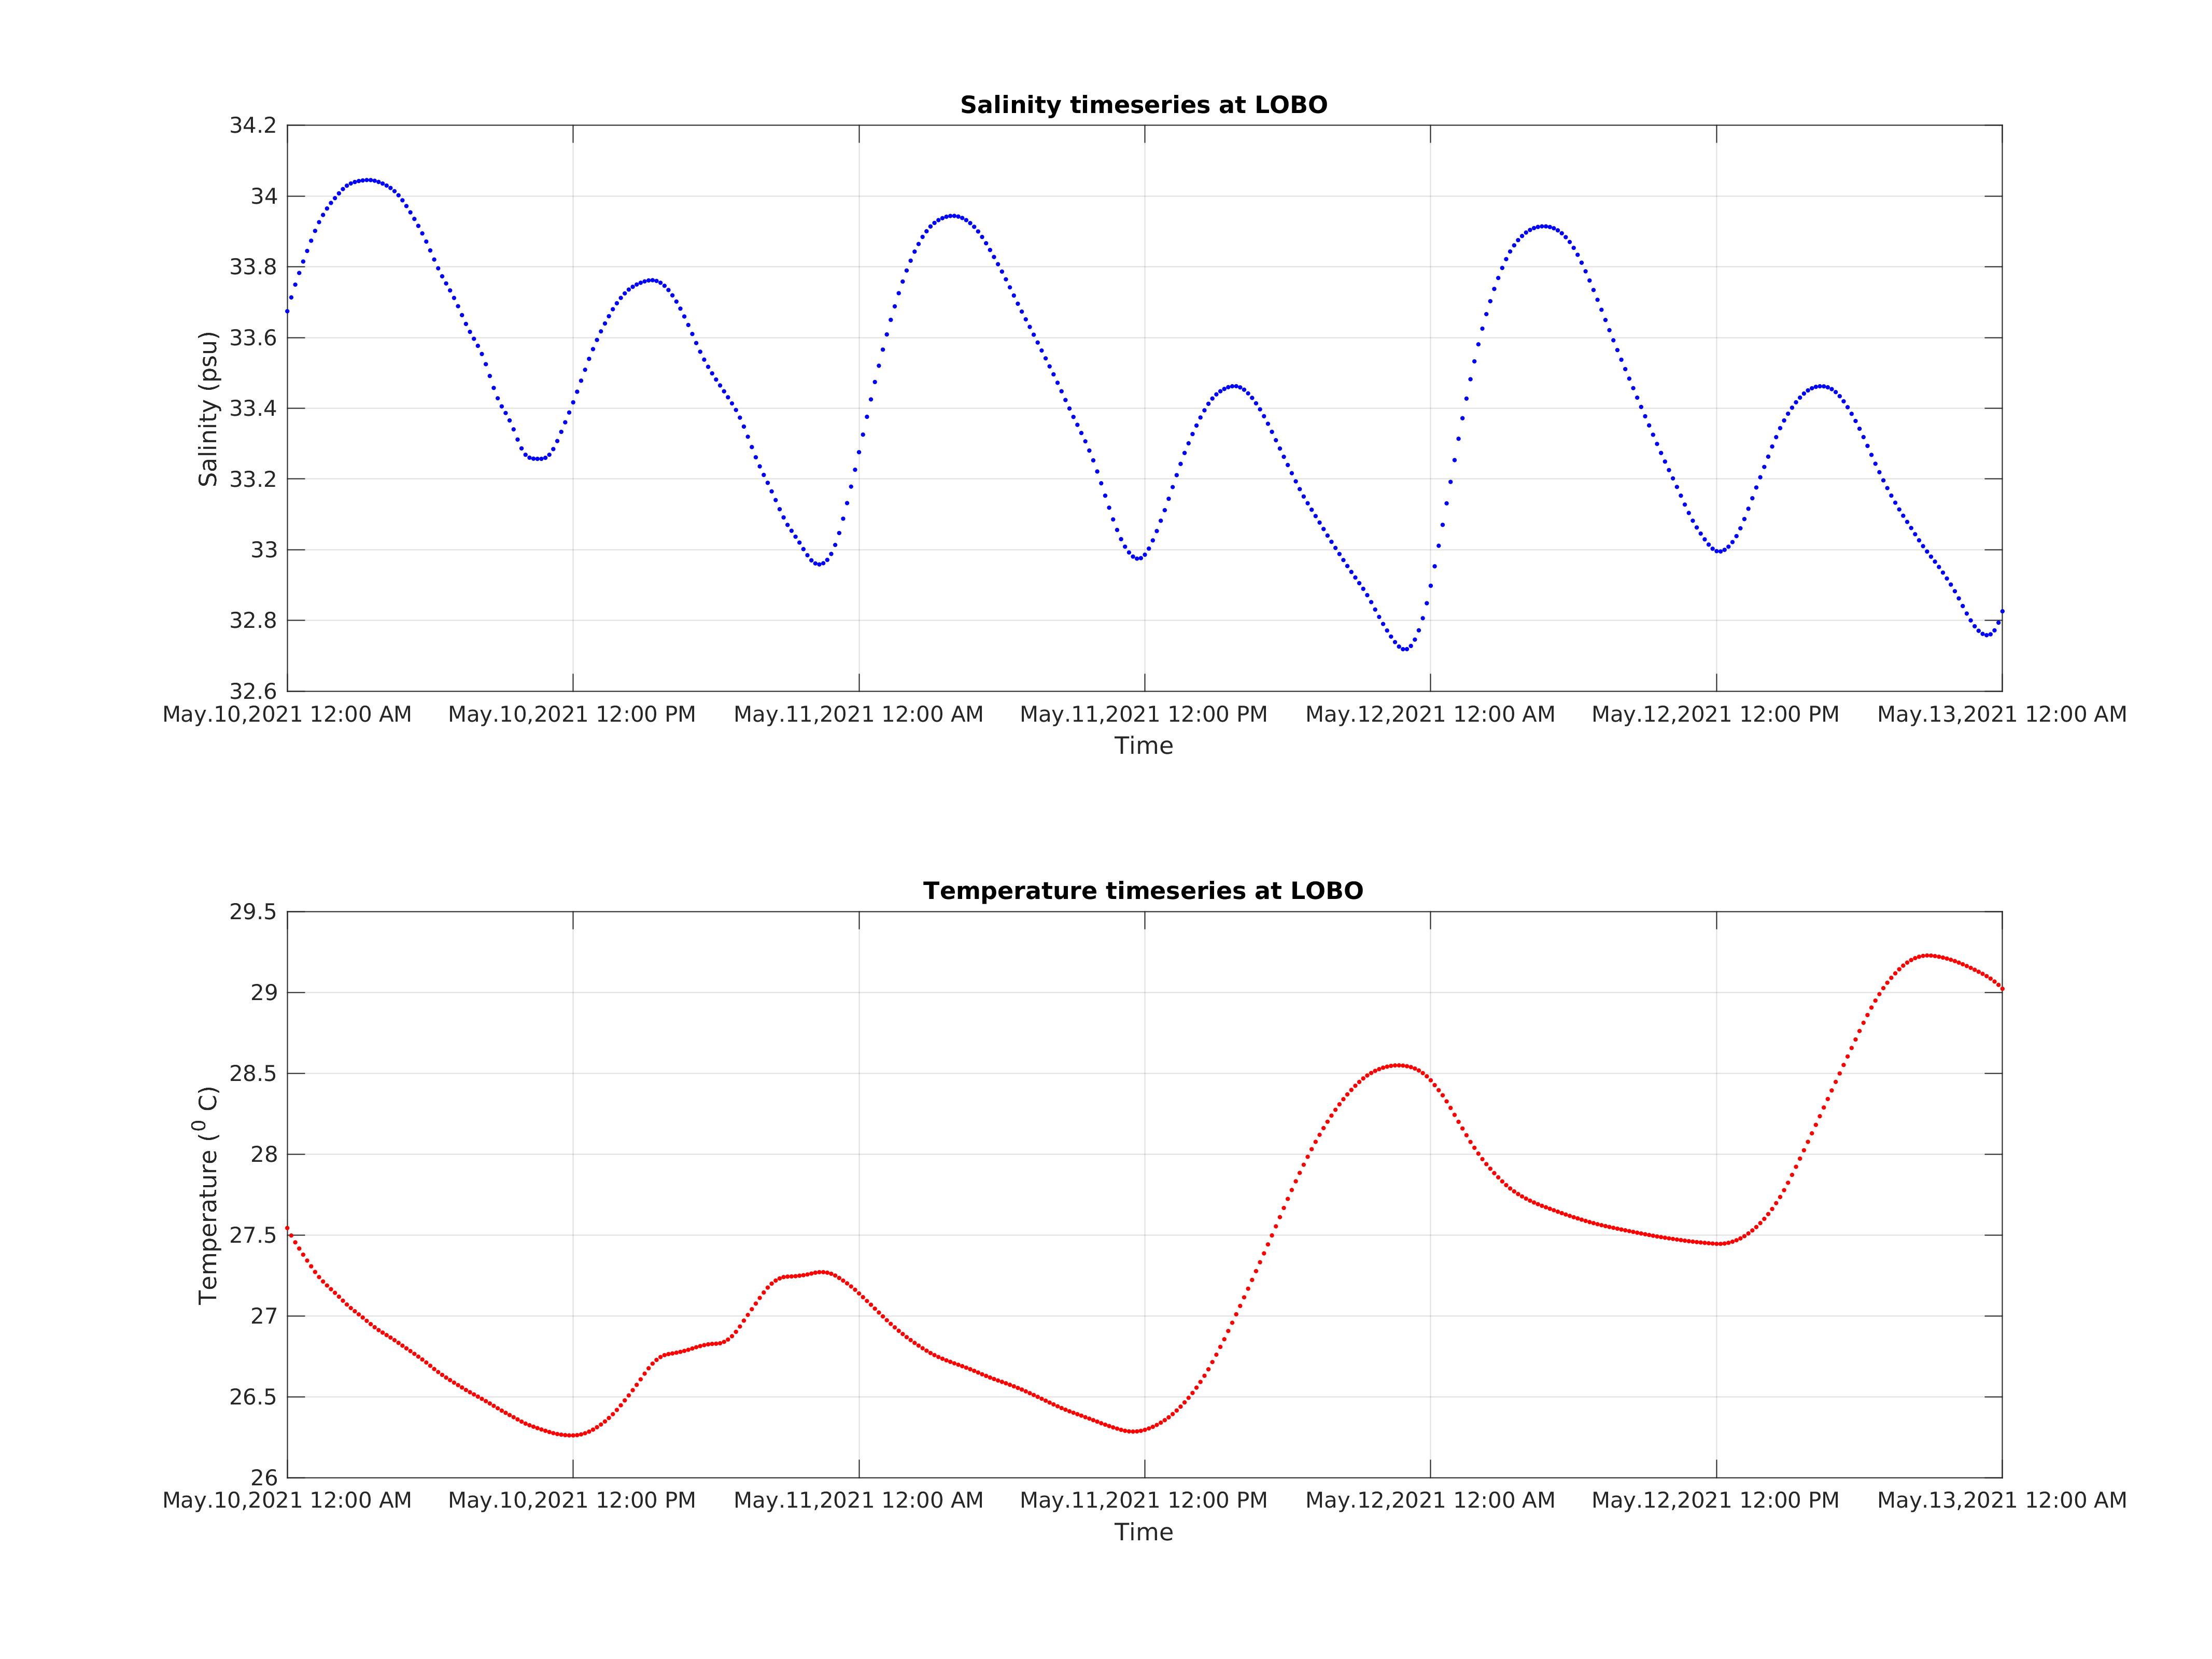 Salinity timeseries at LOBO
34.2
34
33.8
33.6
33.4
33.2
33
32.8
32.6
Salinity (psu)
May.10,2021 12:00 AM May.10,2021 12:00 PM May.11,2021 12:00 AM May.11,2021 12:00 PM May.12,2021 12:00 AM May.12,2021 12:00 PM May.13,2021 12:00 AM
Time
Temperature timeseries at LOBO
29.5
29
28.5
28
27.5
27
26.5
26
Temperature (⁰ C)
May.10,2021 12:00 AM May.10,2021 12:00 PM May.11,2021 12:00 AM May.11,2021 12:00 PM May.12,2021 12:00 AM May.12,2021 12:00 PM May.13,2021 12:00 AM
Time